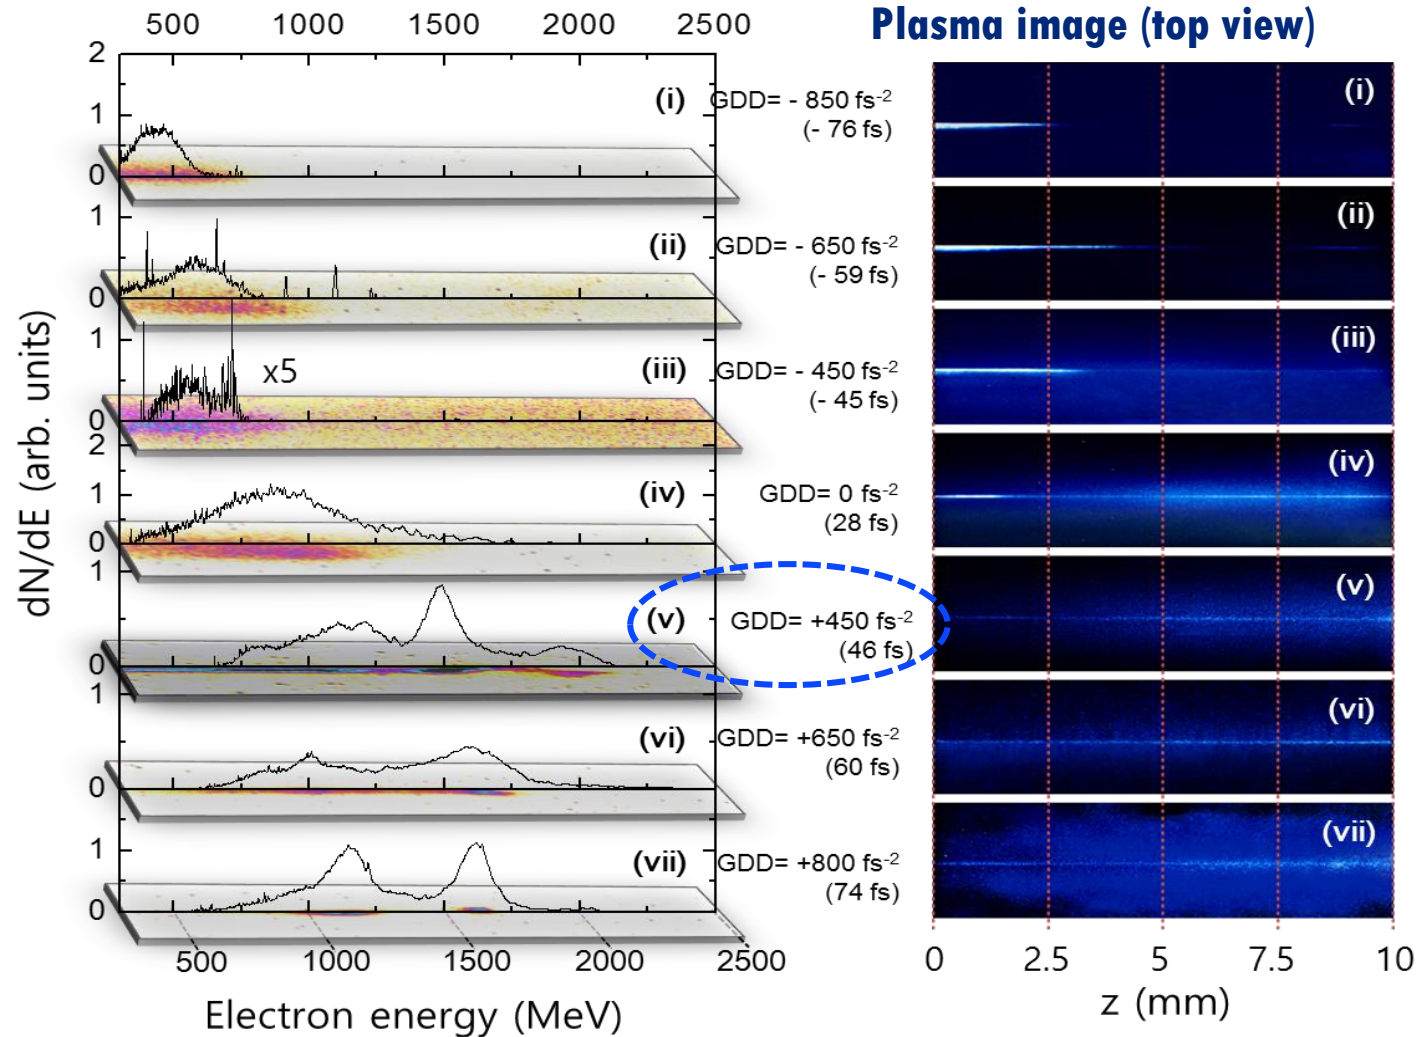 Plasma image (top view)
500 1000 1500 2000 2500
2
1
0
(i) GDD= - 850 fs-2
(- 76 fs)
1
0
(ii) GDD= - 650 fs-2
(- 59 fs)
1
0
x5
(iii) GDD= - 450 fs-2
(- 45 fs)
2
1
0
(iv) GDD= 0 fs-2
(28 fs)
1
0
(v) GDD= +450 fs-2
(46 fs)
1
0
(vi) GDD= +650 fs-2
(60 fs)
1
0
(vii) GDD= +800 fs-2
(74 fs)
dN/dE (arb. units)
500 1000 1500 2000 2500
Electron energy (MeV)
(i)
(ii)
(iii)
(iv)
(v)
(vi)
(vii)
0 2.5 5 7.5 10
z (mm)